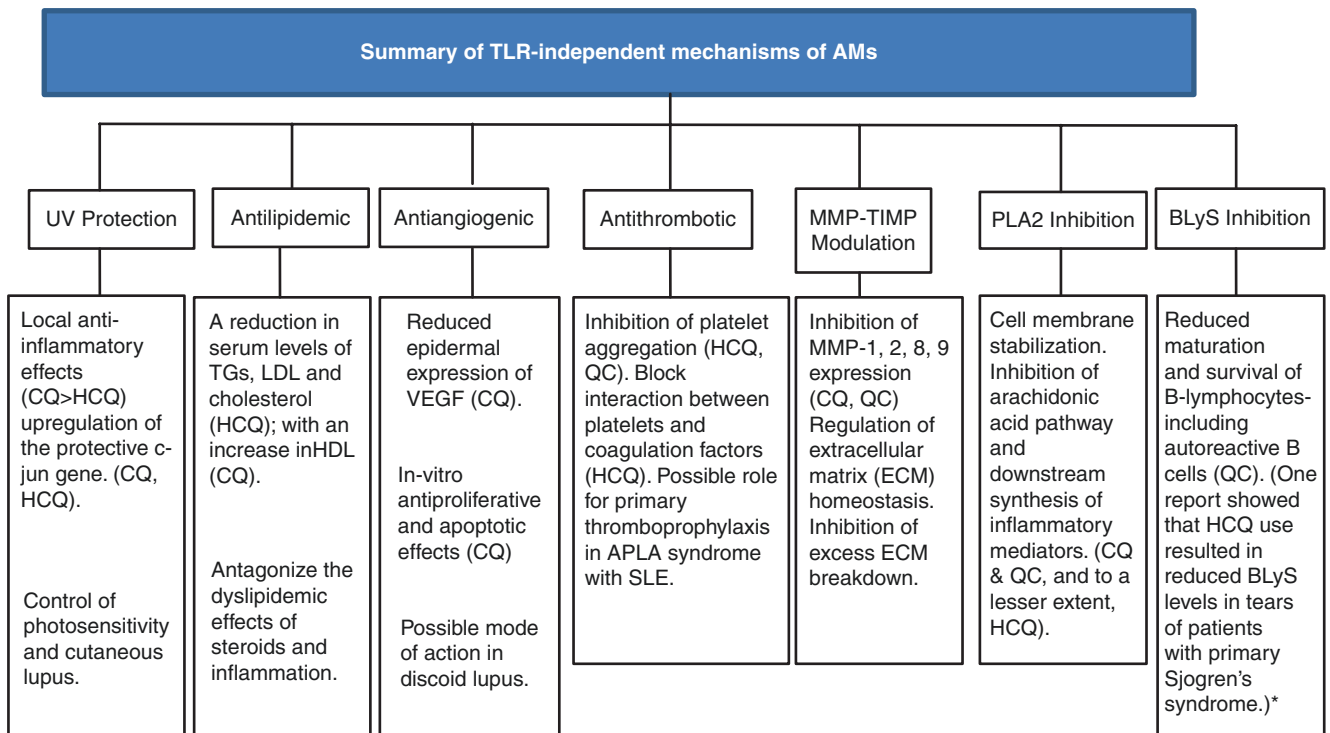 Summary of TLR-independent mechanisms of AMs
UV Protection
Antilipidemic
Antiangiogenic
Antithrombotic
MMP-TIMP
Modulation
PLA2 Inhibition
BLyS Inhibition
Local anti-
inflammatory
effects
(CQ>HCQ)
upregulation of
the protective c-
jun gene. (CQ,
HCQ).
Control of
photosensitivity
and cutaneous
lupus.
A reduction in
serum levels of
TGs, LDL and
cholesterol
(HCQ); with an
increase inHDL
(CQ).
Antagonize the
dyslipidemic
effects of
steroids and
inflammation.
Reduced
epidermal
expression of
VEGF (CQ).
In-vitro
antiproliferative
and apoptotic
effects (CQ)
Possible mode
of action in
discoid lupus.
Inhibition of platelet
aggregation (HCQ,
QC). Block
interaction between
platelets and
coagulation factors
(HCQ). Possible role
for primary
thromboprophylaxis
in APLA syndrome
with SLE.
Inhibition of
MMP-1, 2, 8, 9
expression
(CQ, QC)
Regulation of
extracellular
matrix (ECM)
homeostasis.
Inhibition of
excess ECM
breakdown.
Cell membrane
stabilization.
Inhibition of
arachidonic
acid pathway
and
downstream
synthesis of
inflammatory
mediators. (CQ
& QC, and to a
lesser extent,
HCQ).
Reduced
maturation
and survival of
B-lymphocytes-
including
autoreactive B
cells (QC). (One
report showed
that HCQ use
resulted in
reduced BLyS
levels in tears
of patients
with primary
Sjogren's
syndrome.)*